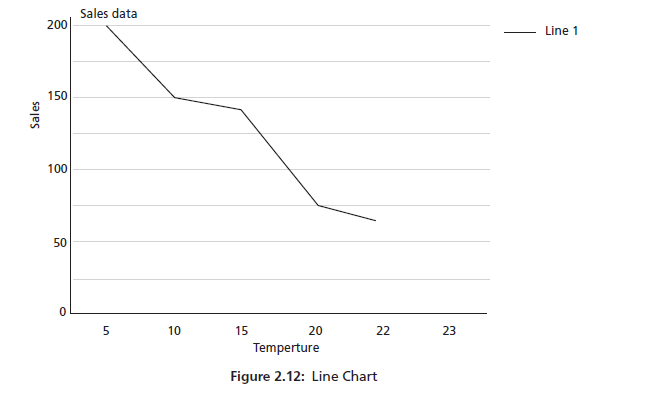 Sales data
200
150
100
50
0
Sales
5 10 15 20 22 23
Temperture
Line 1
Figure 2.12: Line Chart